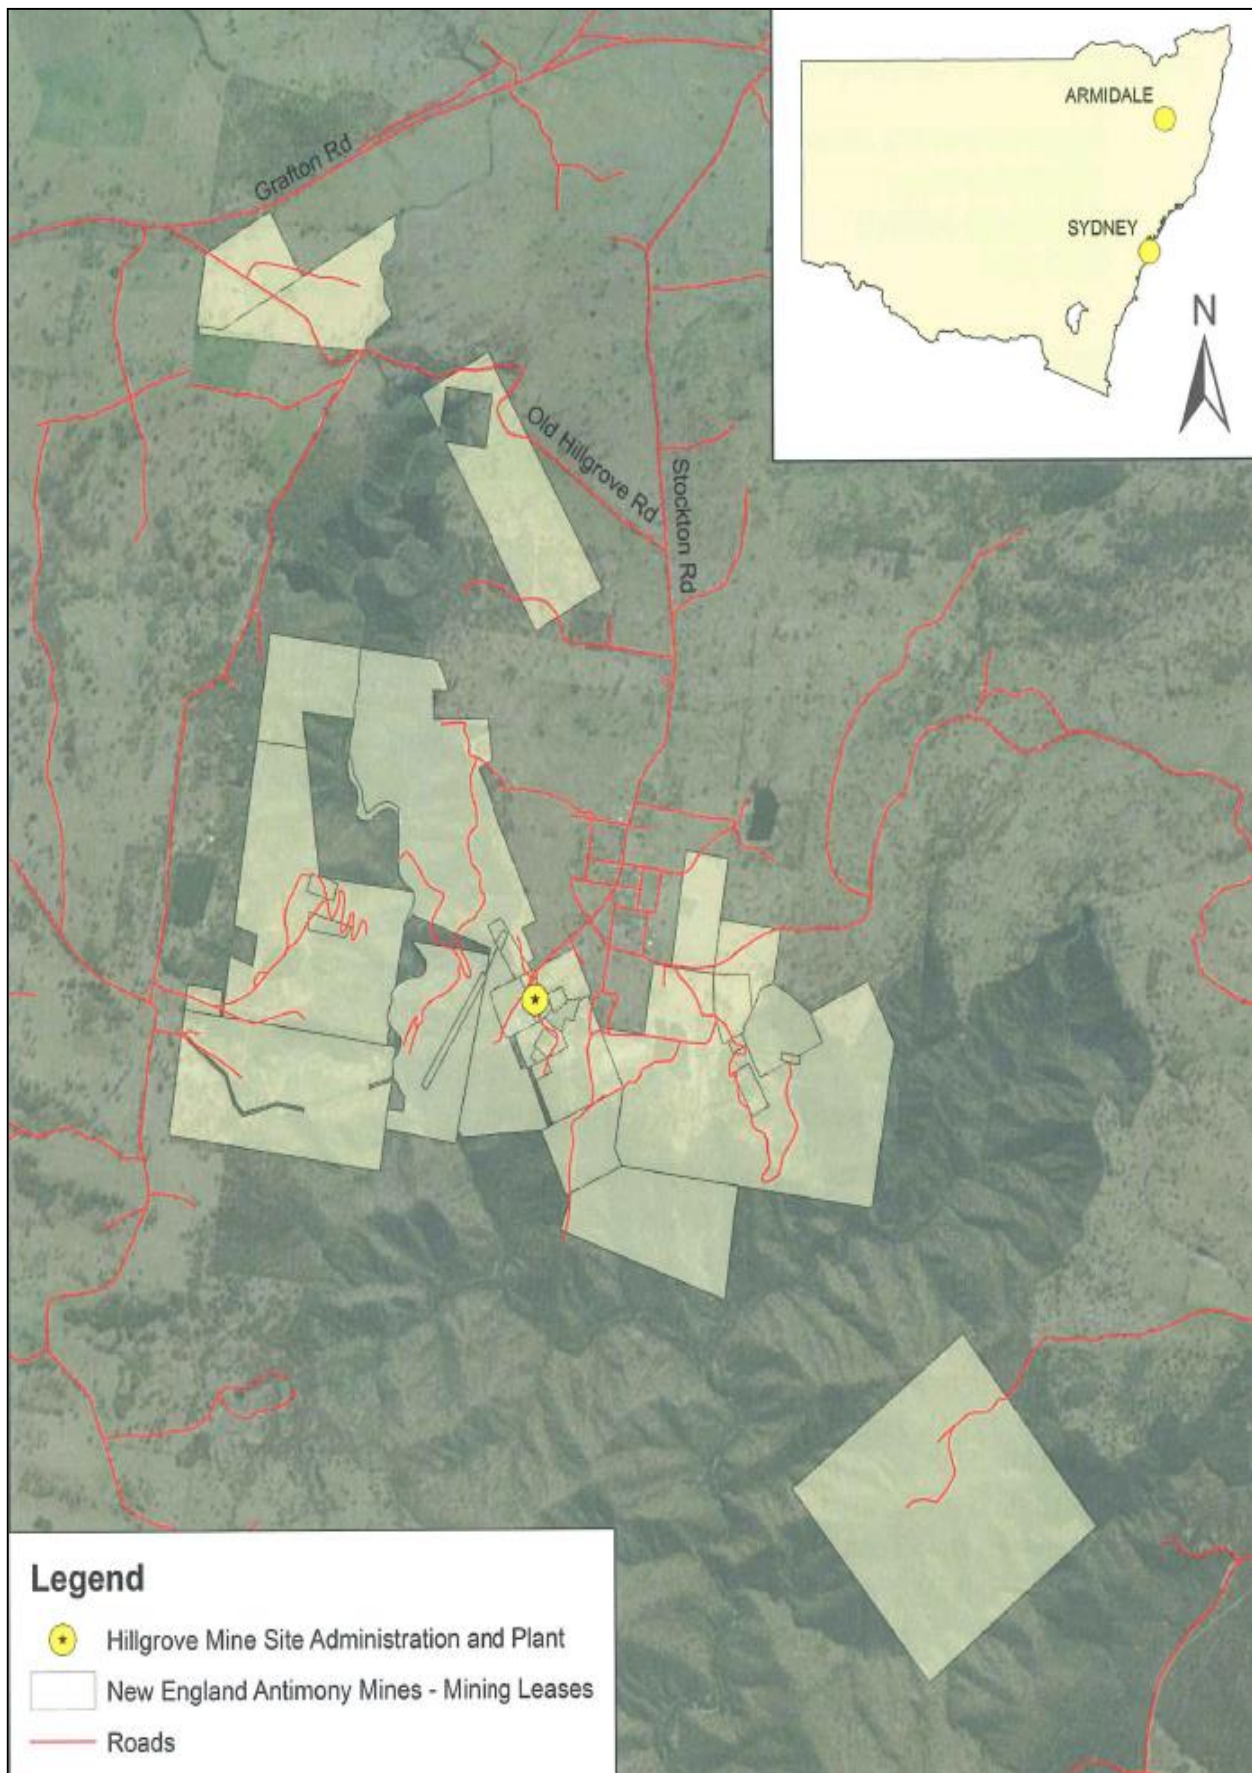 ARMIDALE
SYDNEY
N
Grafton Rd
Old Hillgrove Rd
Stockton Rd
Legend
Hillgrove Mine Site Administration and Plant
New England Antimony Mines - Mining Leases
Roads